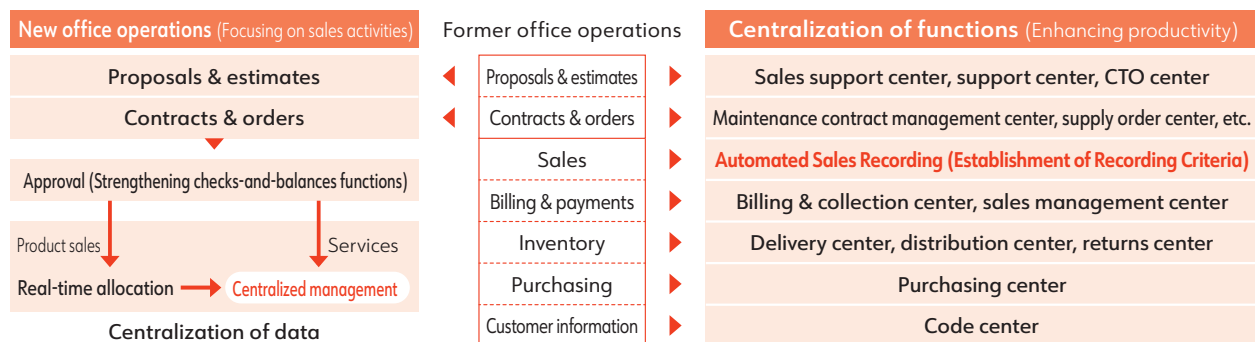 New office operations (Focusing on sales activities)
Proposals & estimates
Contracts & orders
Approval (Strengthening checks-and-balances functions)
Product sales
Services
Real-time allocation
Centralized management
Centralization of data
Former office operations
Proposals & estimates
Contracts & orders
Sales
Billing & payments
Inventory
Purchasing
Customer information
Centralization of functions (Enhancing productivity)
Sales support center, support center, CTO center
Maintenance contract management center, supply order center, etc.
Automated Sales Recording (Establishment of Recording Criteria)
Billing & collection center, sales management center
Delivery center, distribution center, returns center
Purchasing center
Code center